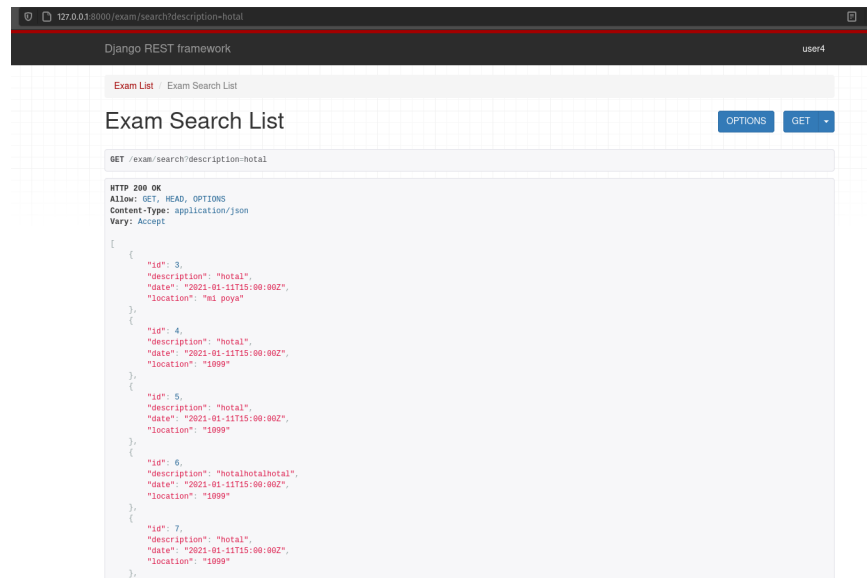 127.0.0.1:8000/exam/search?description=hotal
Django REST framework
user4
Exam List / Exam Search List
Exam Search List
OPTIONS
GET
GET /exam/search?description=hotal
HTTP 200 OK
Allow: GET, HEAD, OPTIONS
Content-Type: application/json
Vary: Accept
[
{
"id": 3,
"description": "hotal",
"date": "2021-01-11T15:00:00Z",
"location": "mi poya"
},
{
"id": 4,
"description": "hotal",
"date": "2021-01-11T15:00:00Z",
"location": "1099"
},
{
"id": 5,
"description": "hotal",
"date": "2021-01-11T15:00:00Z",
"location": "1099"
},
{
"id": 6,
"description": "hotalhotalhotal",
"date": "2021-01-11T15:00:00Z",
"location": "1099"
},
{
"id": 7,
"description": "hotal",
"date": "2021-01-11T15:00:00Z",
"location": "1099"
},